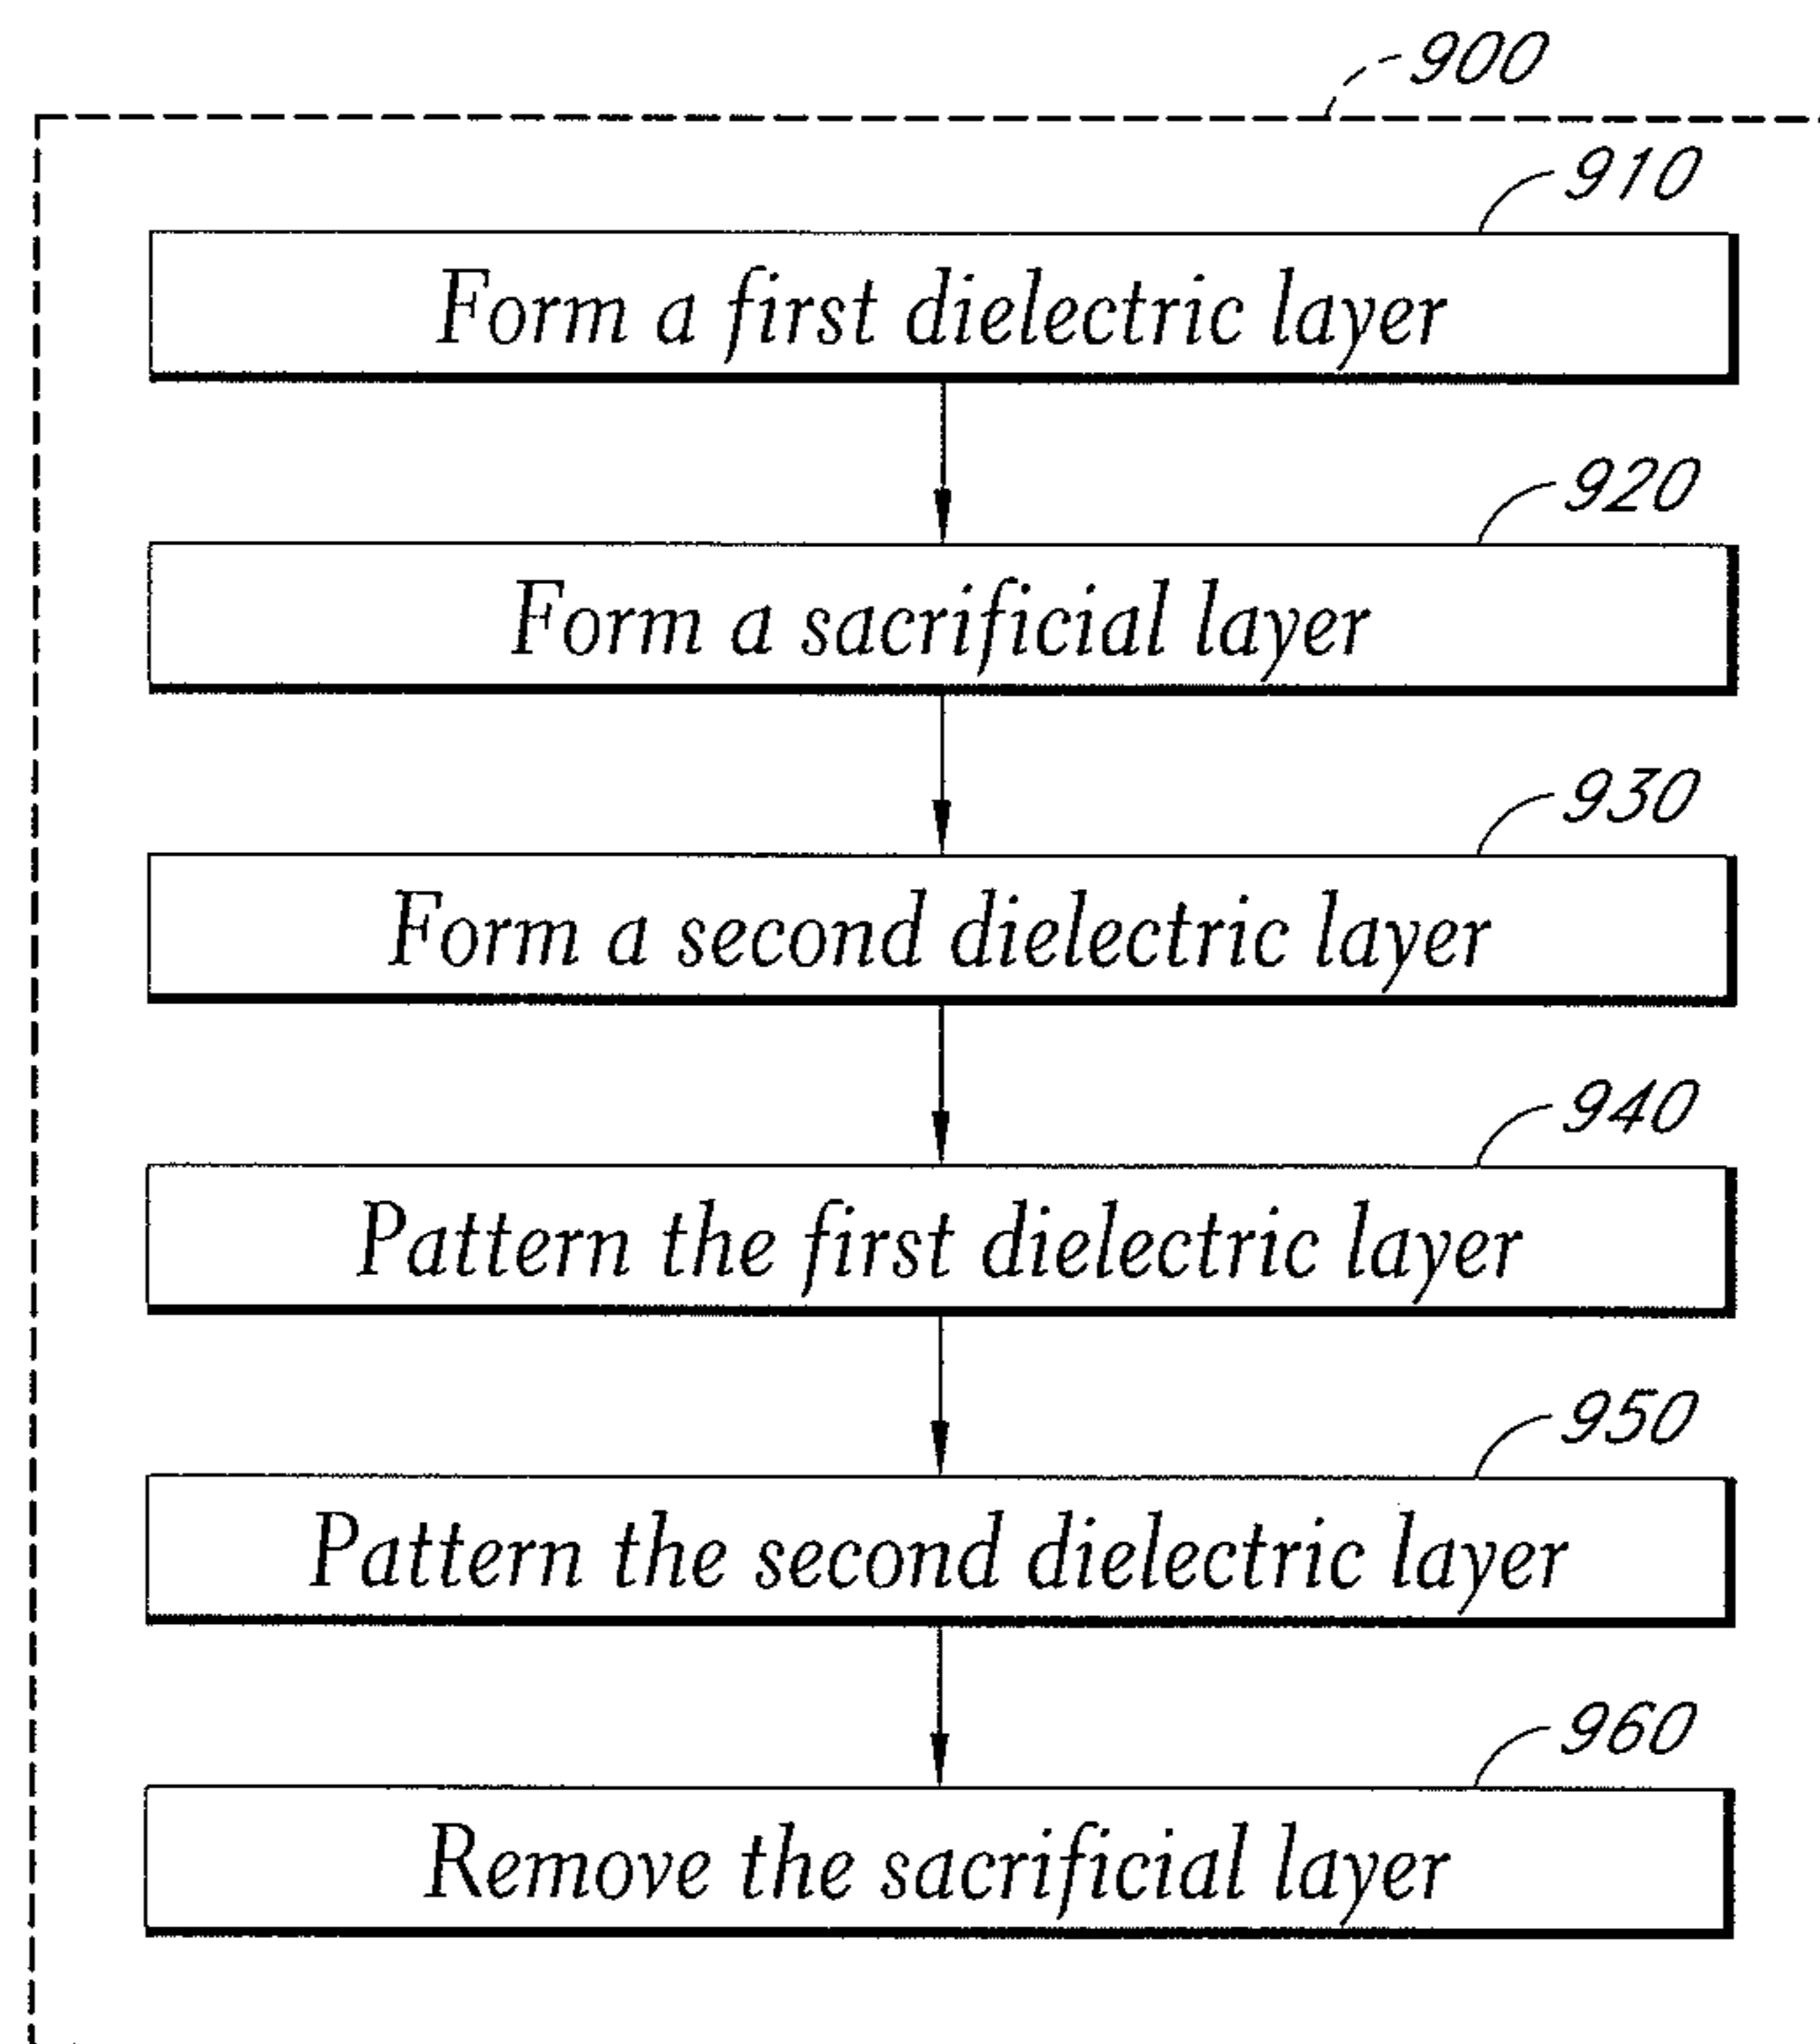 900
910
Form a first dielectric layer
920
Form a sacrificial layer
930
Form a second dielectric layer
940
Pattern the first dielectric layer
950
Pattern the second dielectric layer
960
Remove the sacrificial layer